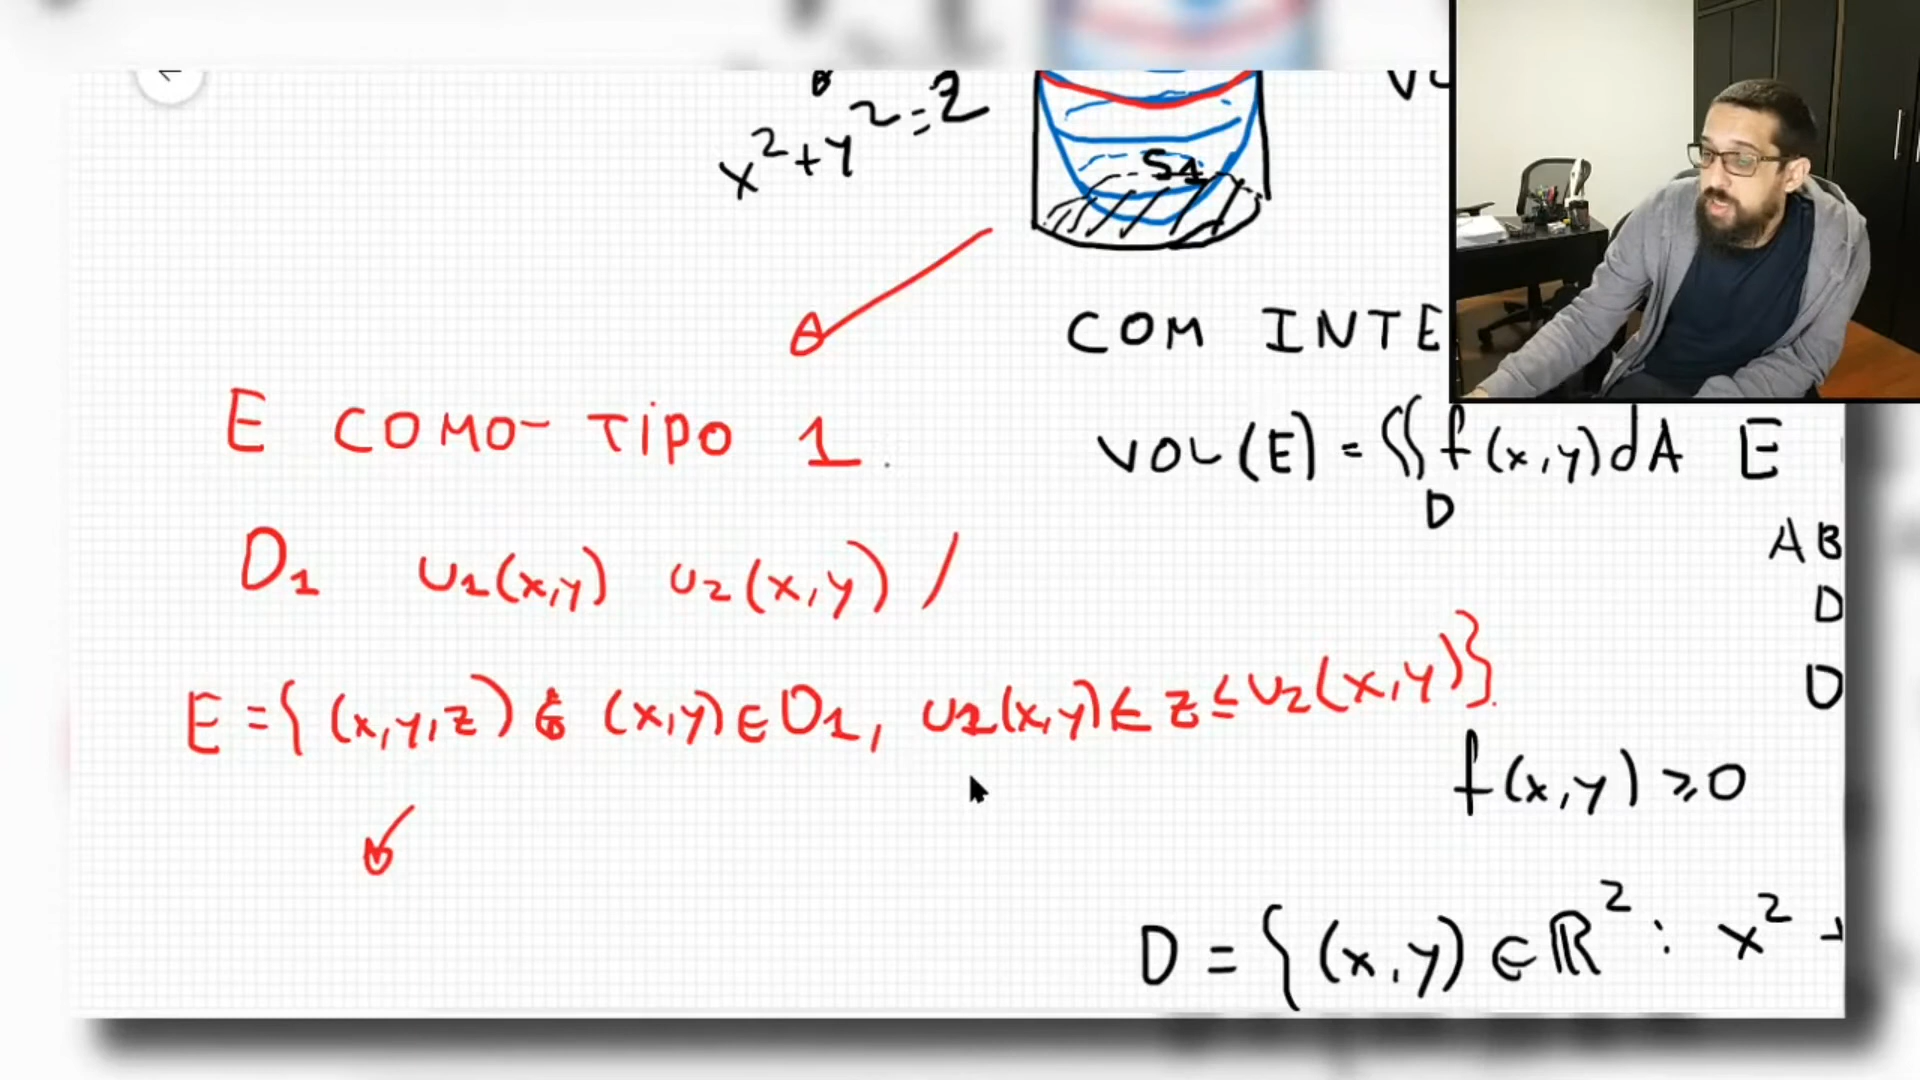 x²+y²=z
S1
COM INTE
E COMO- TIPO 1.
VOL(E) = ∬ f(x,y)dA E
D
AB
D1 u1(x,y) u2(x,y) /
D
E={(x,y,z) : (x,y)∈D1, u1(x,y)≤z≤u2(x,y)}.
D
f(x,y)≥0
D = {(x,y)∈ℝ² : x² +